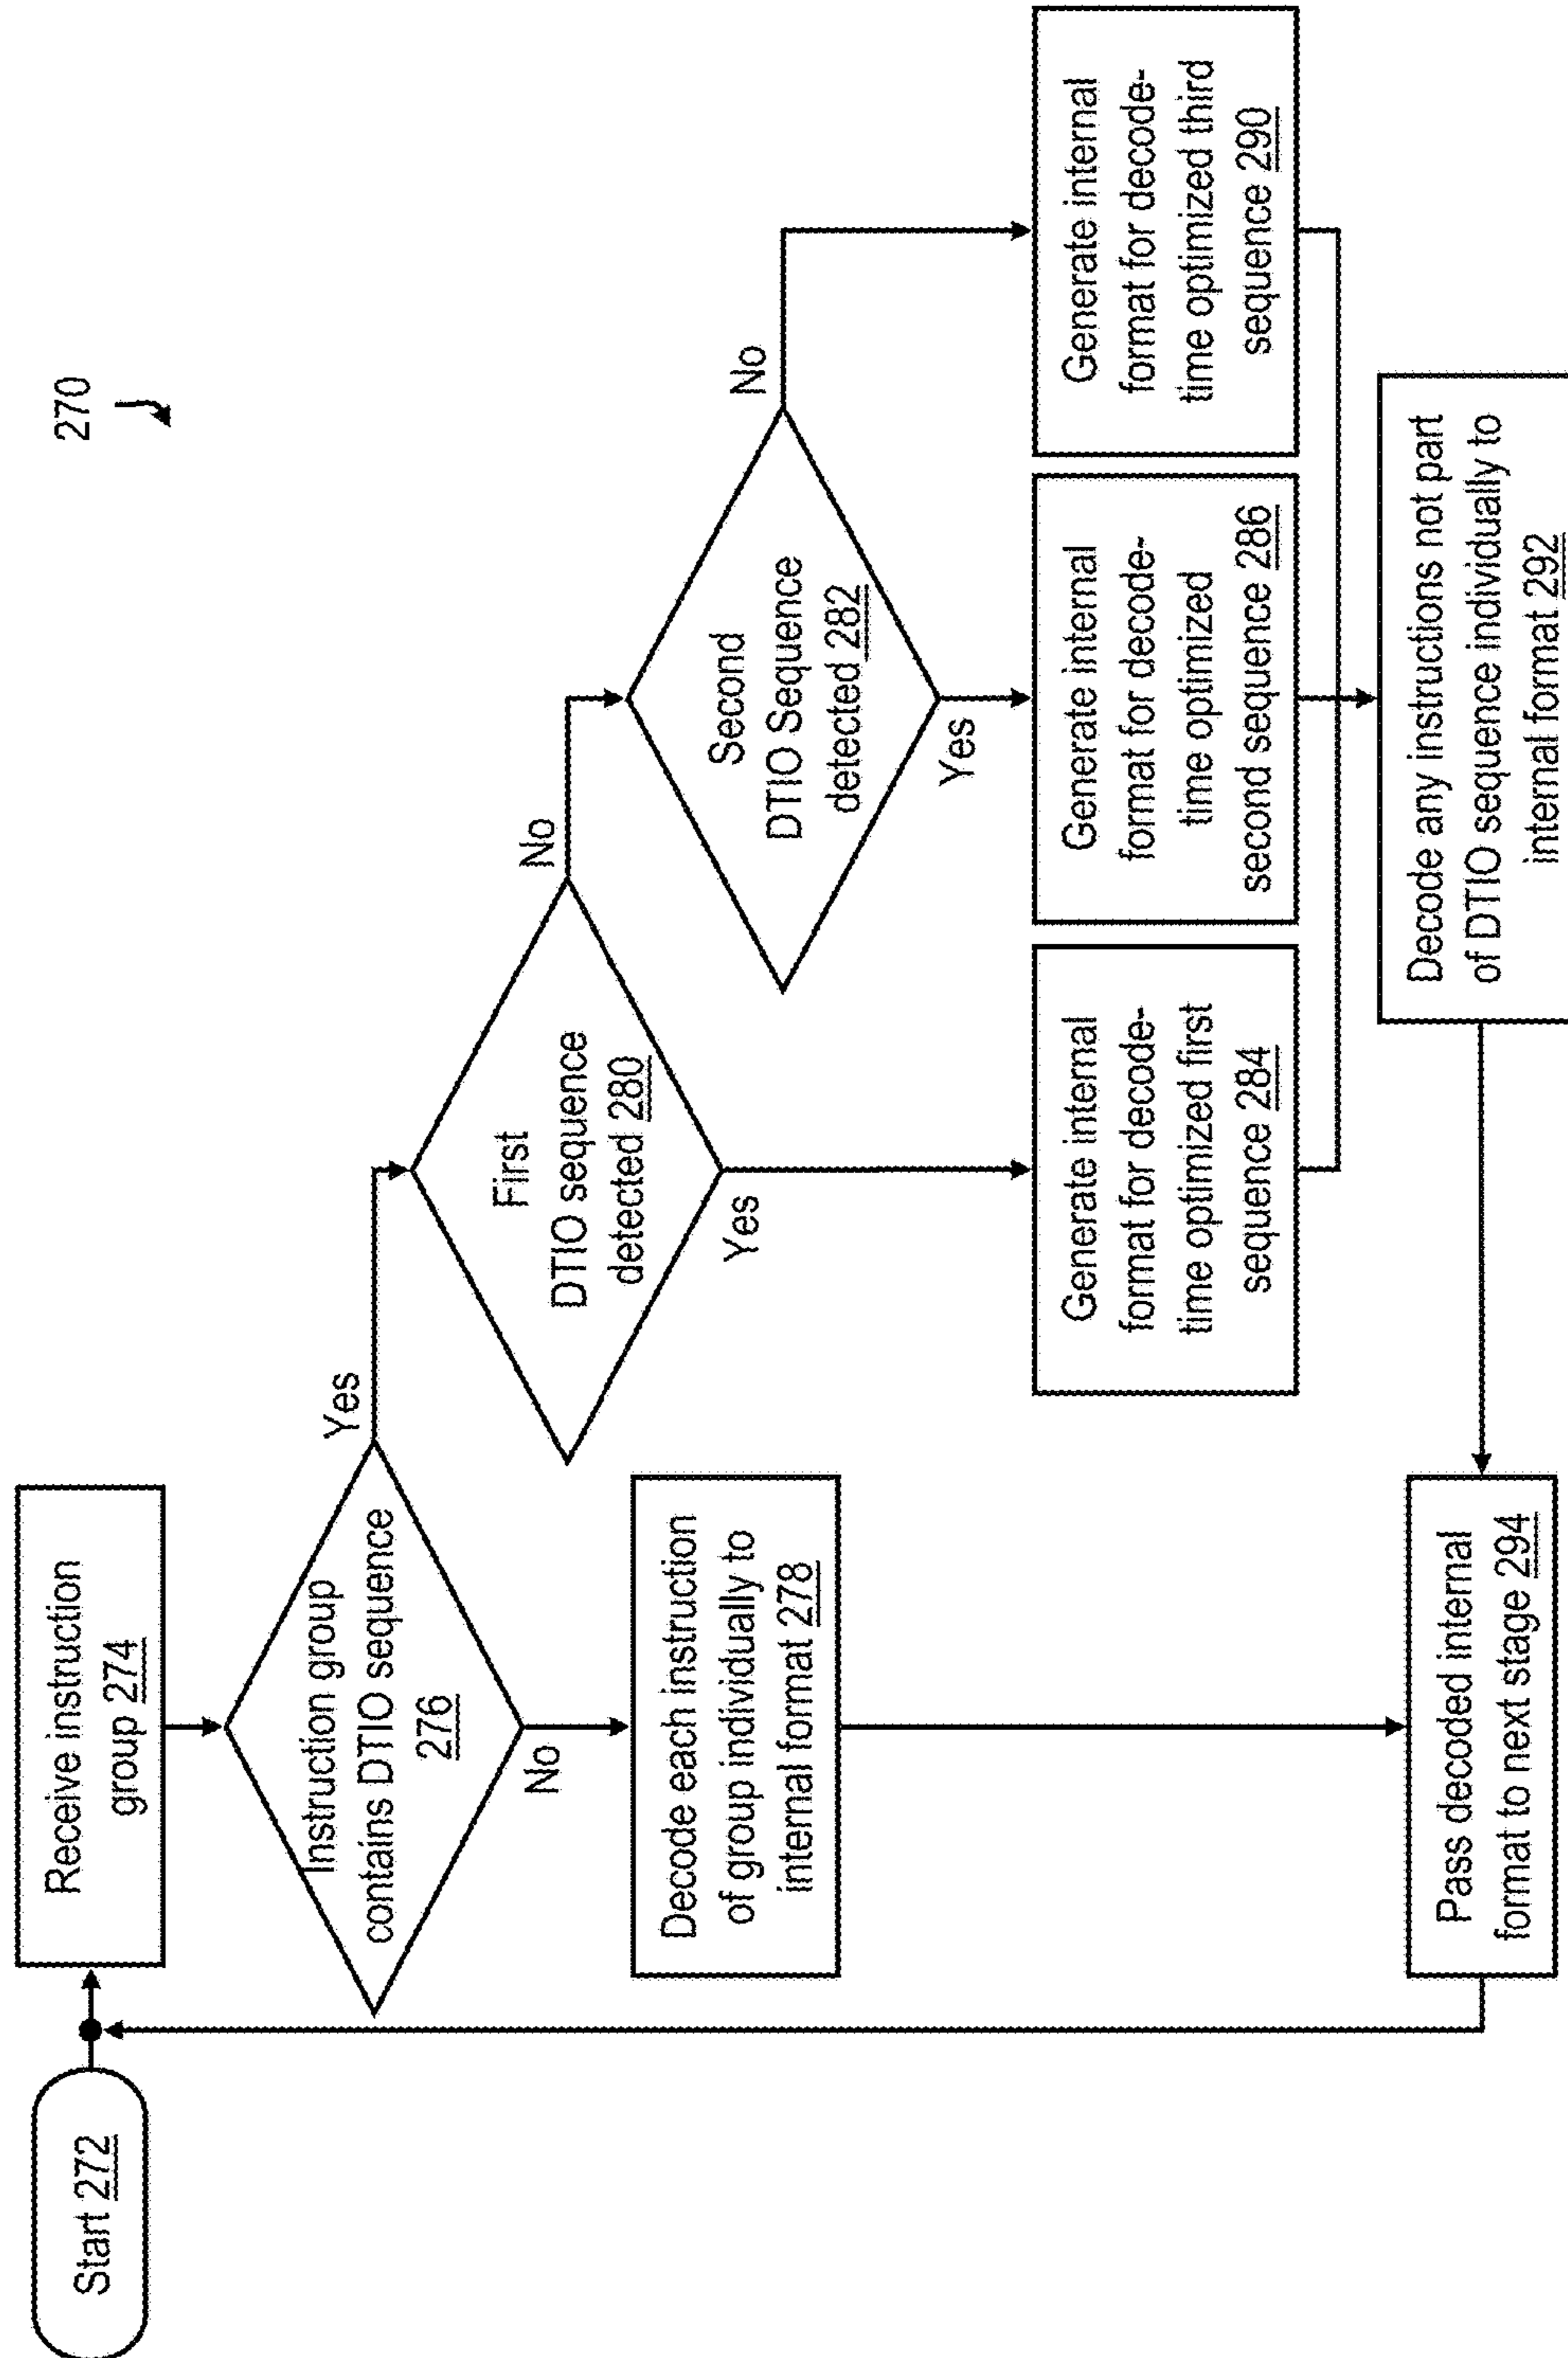 270
Start 272
Receive instruction
group 274
Instruction group
contains DTIO sequence
276
Yes
No
Decode each instruction
of group individually to
internal format 278
First
DTIO sequence
detected 280
No
Yes
Second
DTIO Sequence
detected 282
No
Yes
Generate internal
format for decode-
time optimized first
sequence 284
Generate internal
format for decode-
time optimized
second sequence 286
Generate internal
format for decode-
time optimized third
sequence 290
Decode any instructions not part
of DTIO sequence individually to
internal format 292
Pass decoded internal
format to next stage 294